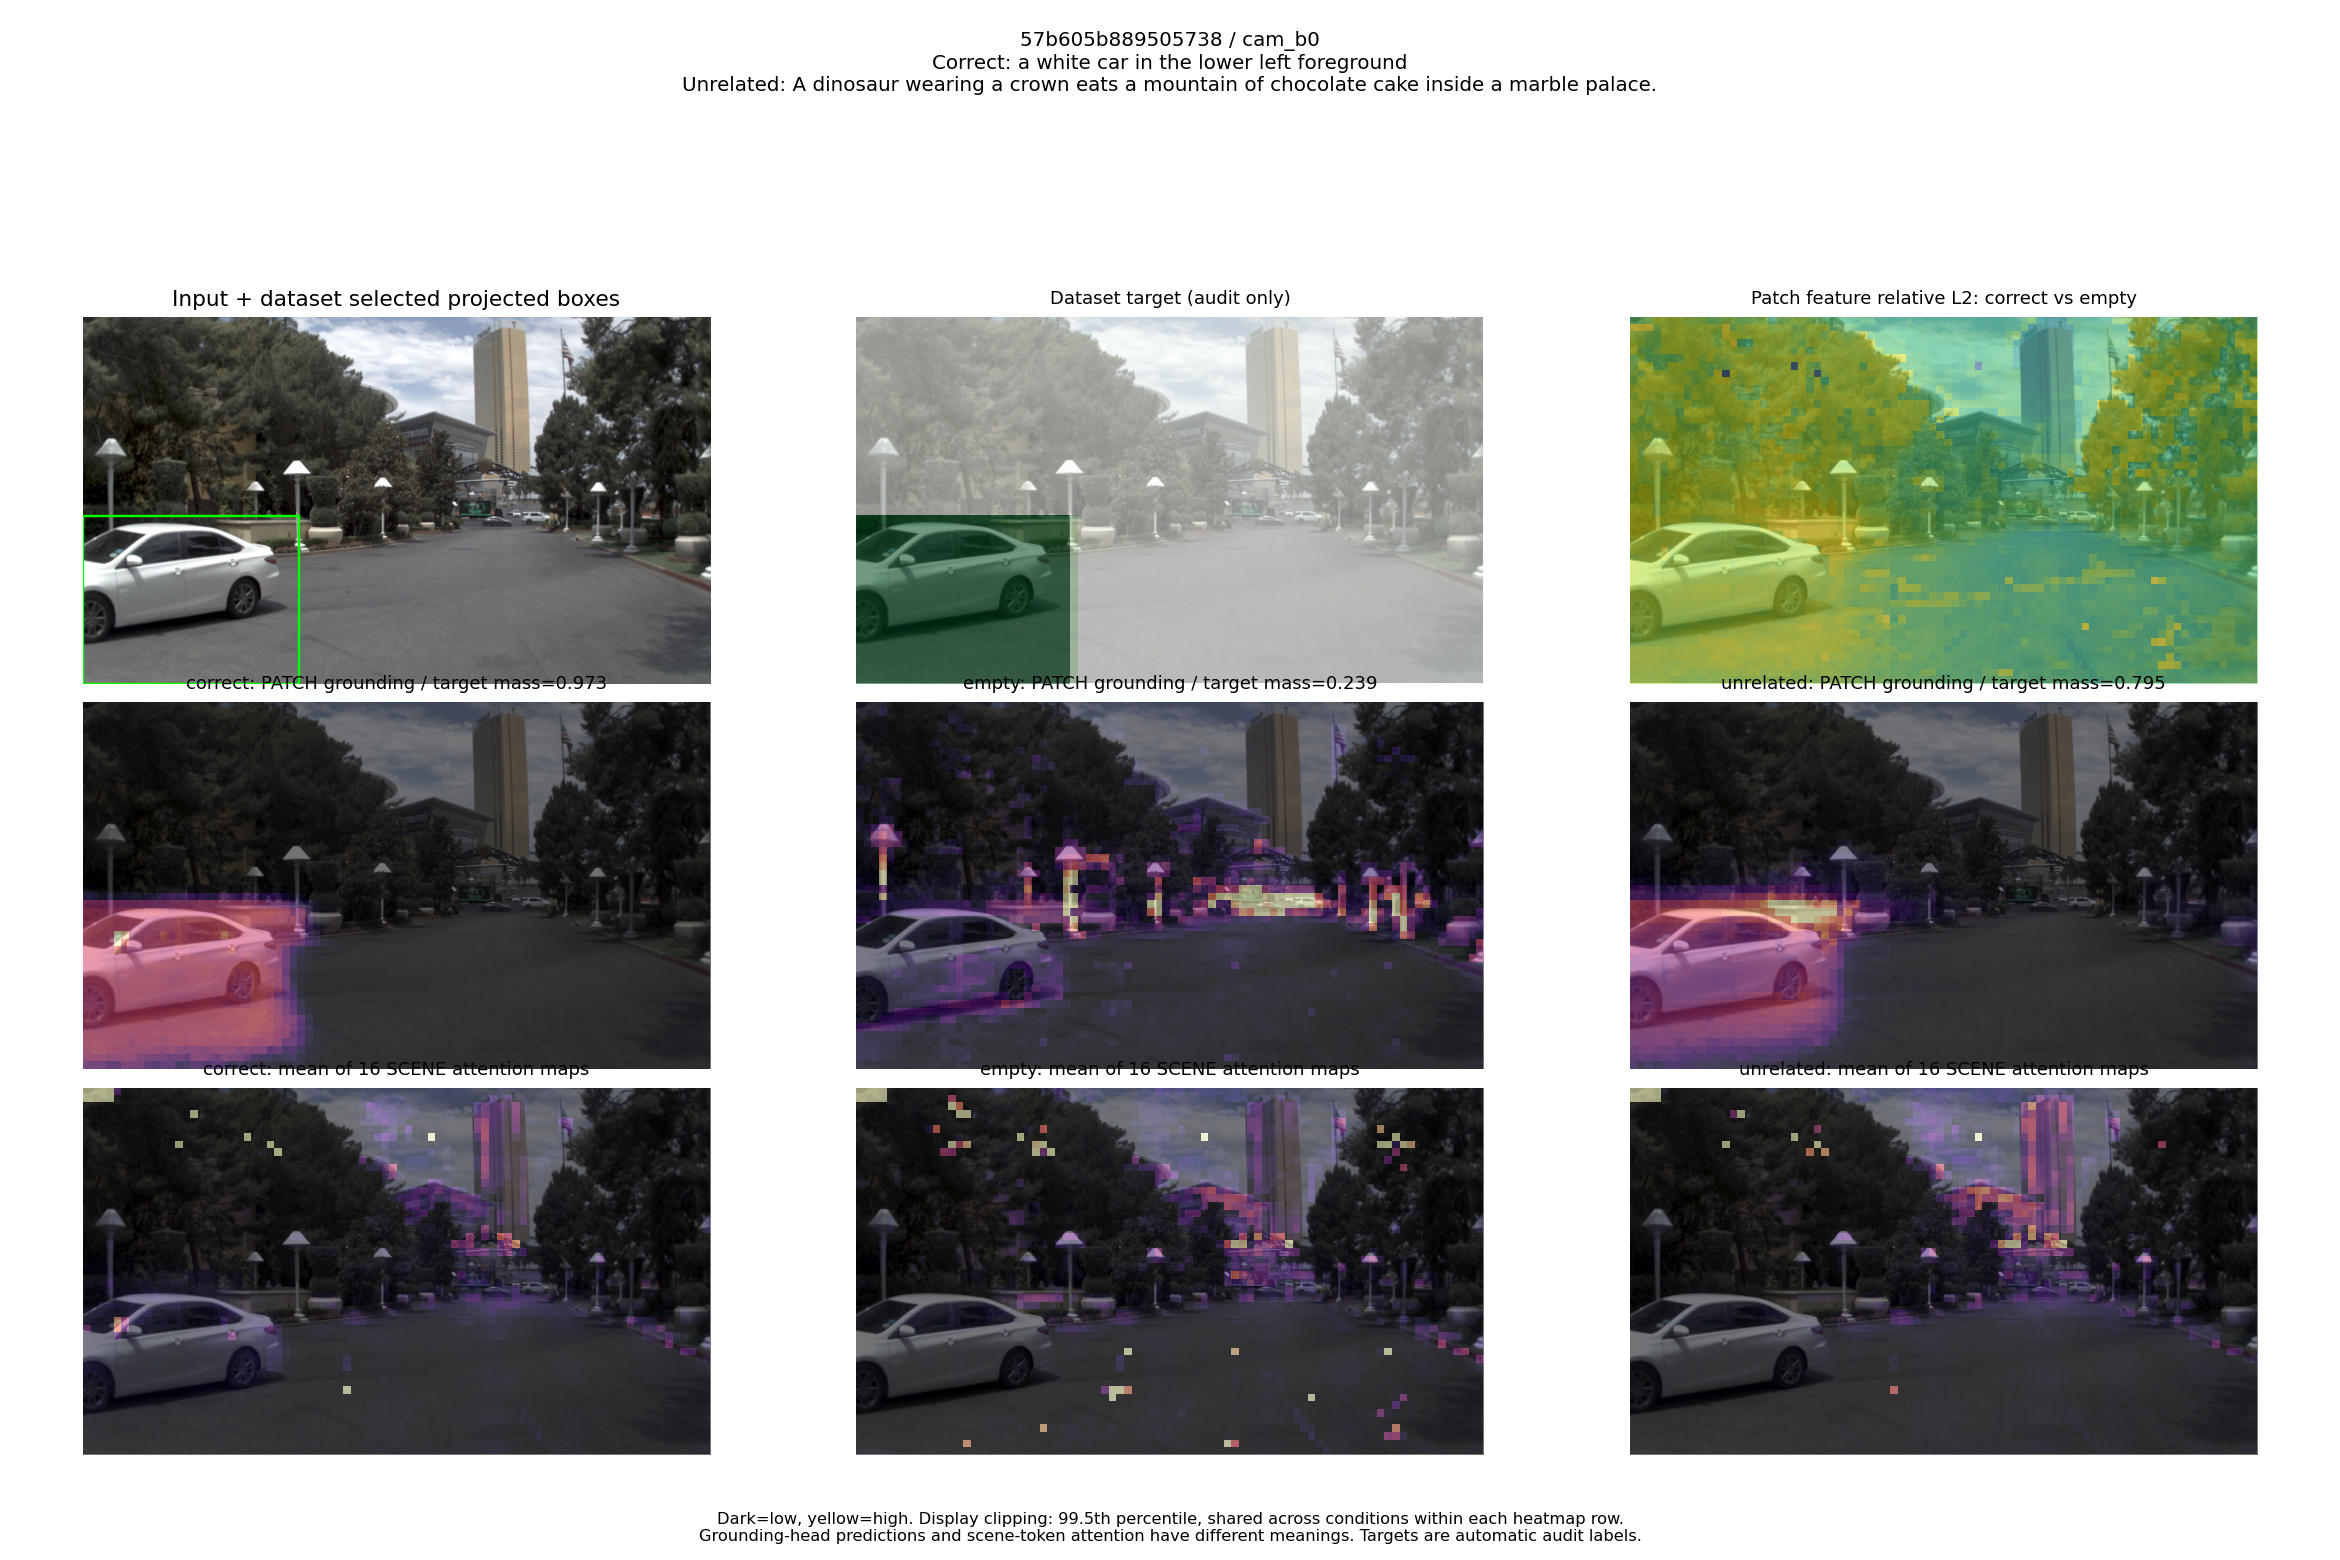 57b605b889505738 / cam_b0
Correct: a white car in the lower left foreground
Unrelated: A dinosaur wearing a crown eats a mountain of chocolate cake inside a marble palace.
Input + dataset selected projected boxes
Dataset target (audit only)
Patch feature relative L2: correct vs empty
correct: PATCH grounding / target mass=0.973
empty: PATCH grounding / target mass=0.239
unrelated: PATCH grounding / target mass=0.795
correct: mean of 16 SCENE attention maps
empty: mean of 16 SCENE attention maps
unrelated: mean of 16 SCENE attention maps
Dark=low, yellow=high. Display clipping: 99.5th percentile, shared across conditions within each heatmap row.
Grounding-head predictions and scene-token attention have different meanings. Targets are automatic audit labels.